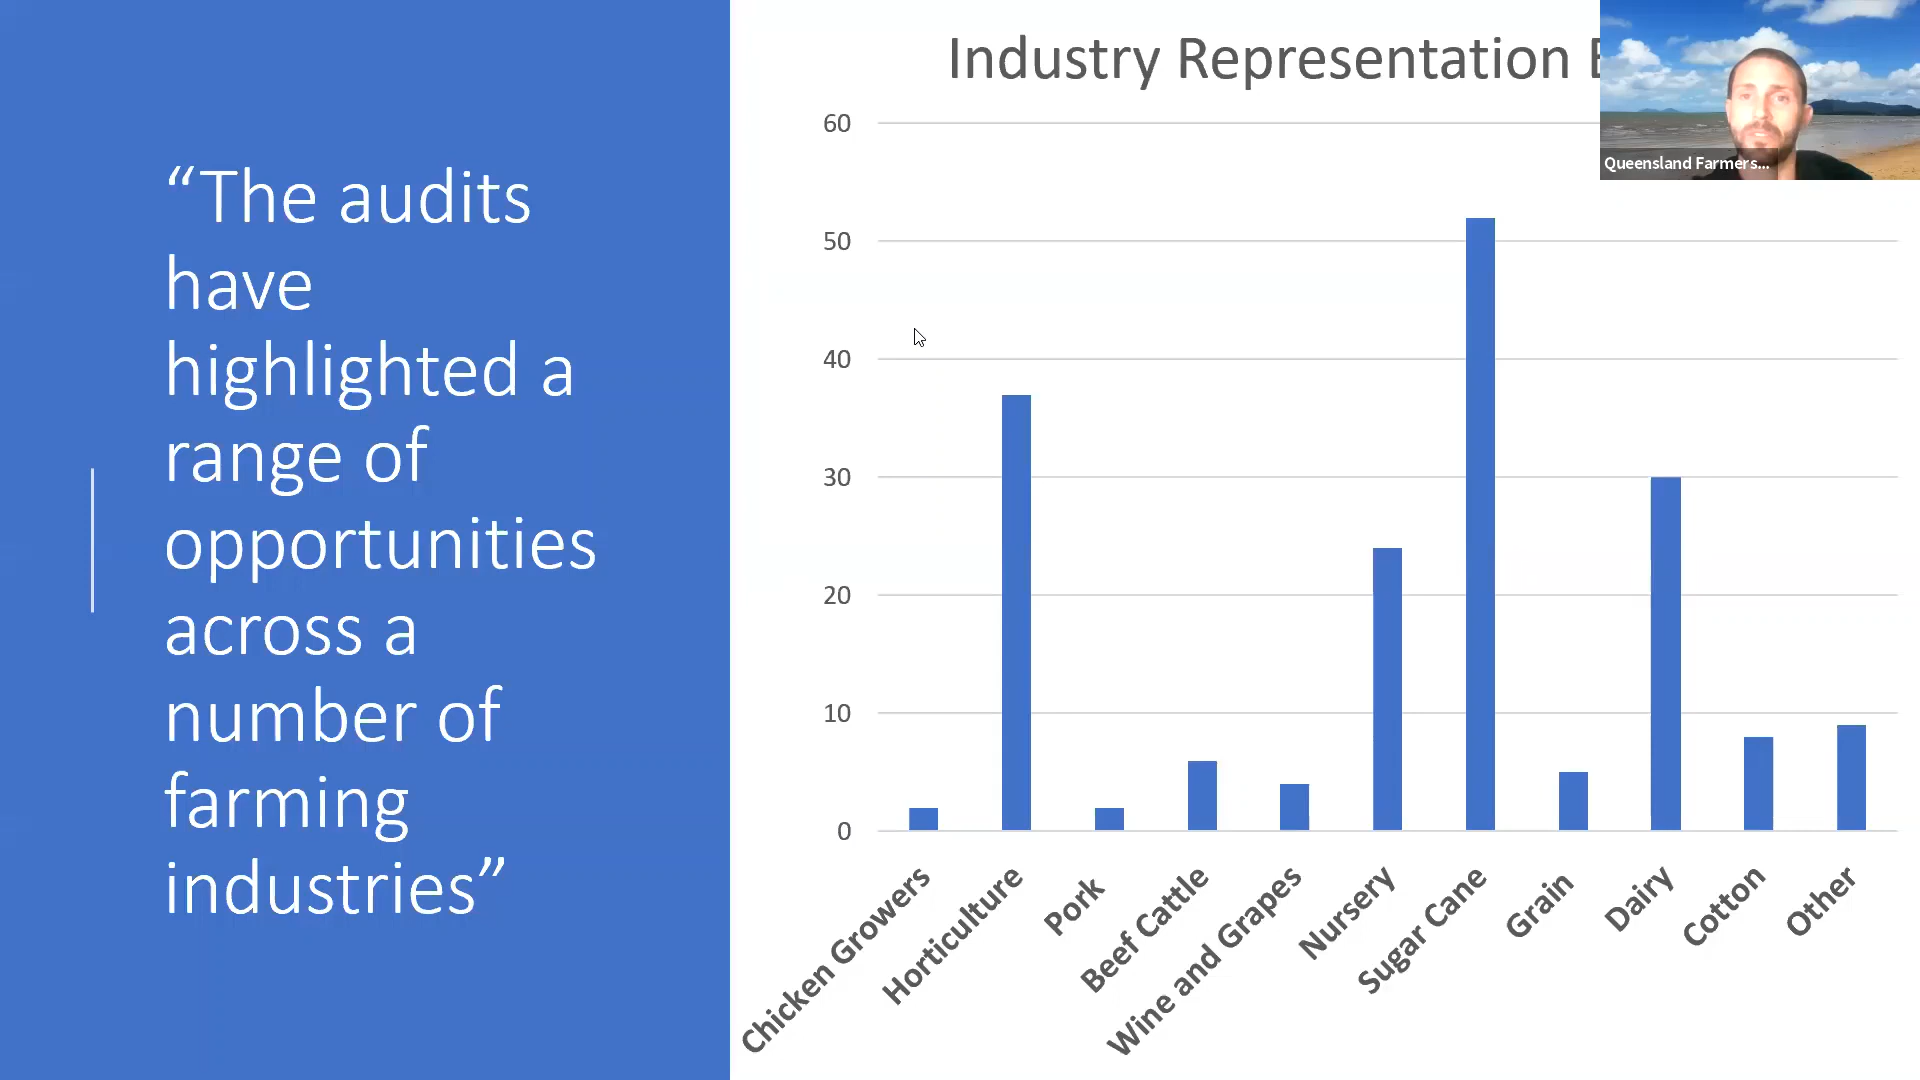 “The audits
have
highlighted a
range of
opportunities
across a
number of
farming
industries”
Industry Representation
Queensland Farmers...
60
50
40
30
20
10
0
Chicken Growers
Horticulture
Pork
Beef Cattle
Wine and Grapes
Nursery
Sugar Cane
Grain
Dairy
Cotton
Other